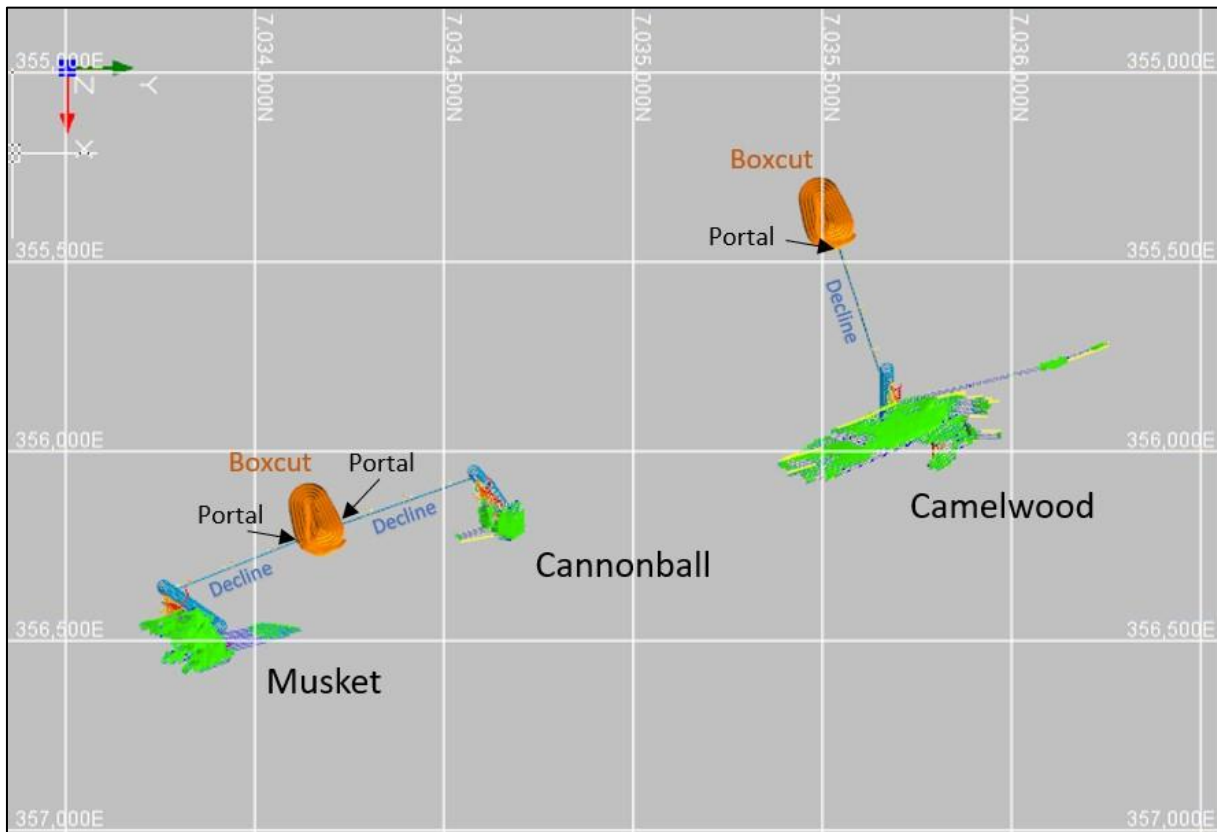 7,034,000N
7,034,500N
7,035,000N
7,035,500N
7,036,000N
355,000E
355,000E
Z
Y
X
Boxcut
Portal
355,500E
355,500E
Decline
356,000E
356,000E
Boxcut
Portal
Portal
Decline
Camelwood
Cannonball
Decline
356,500E
356,500E
Musket
357,000E
357,000E